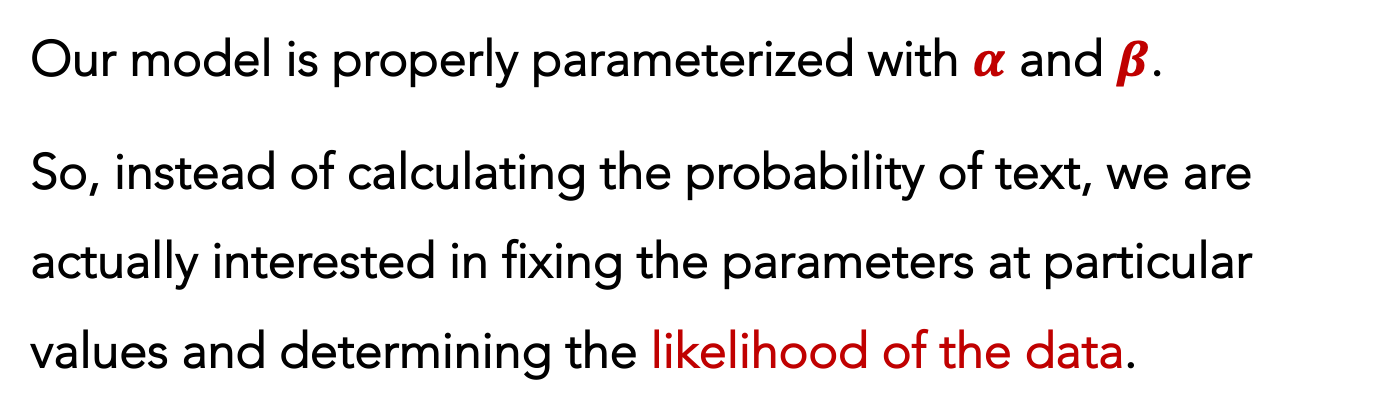 Our model is properly parameterized with α and β.
So, instead of calculating the probability of text, we are
actually interested in fixing the parameters at particular
values and determining the likelihood of the data.